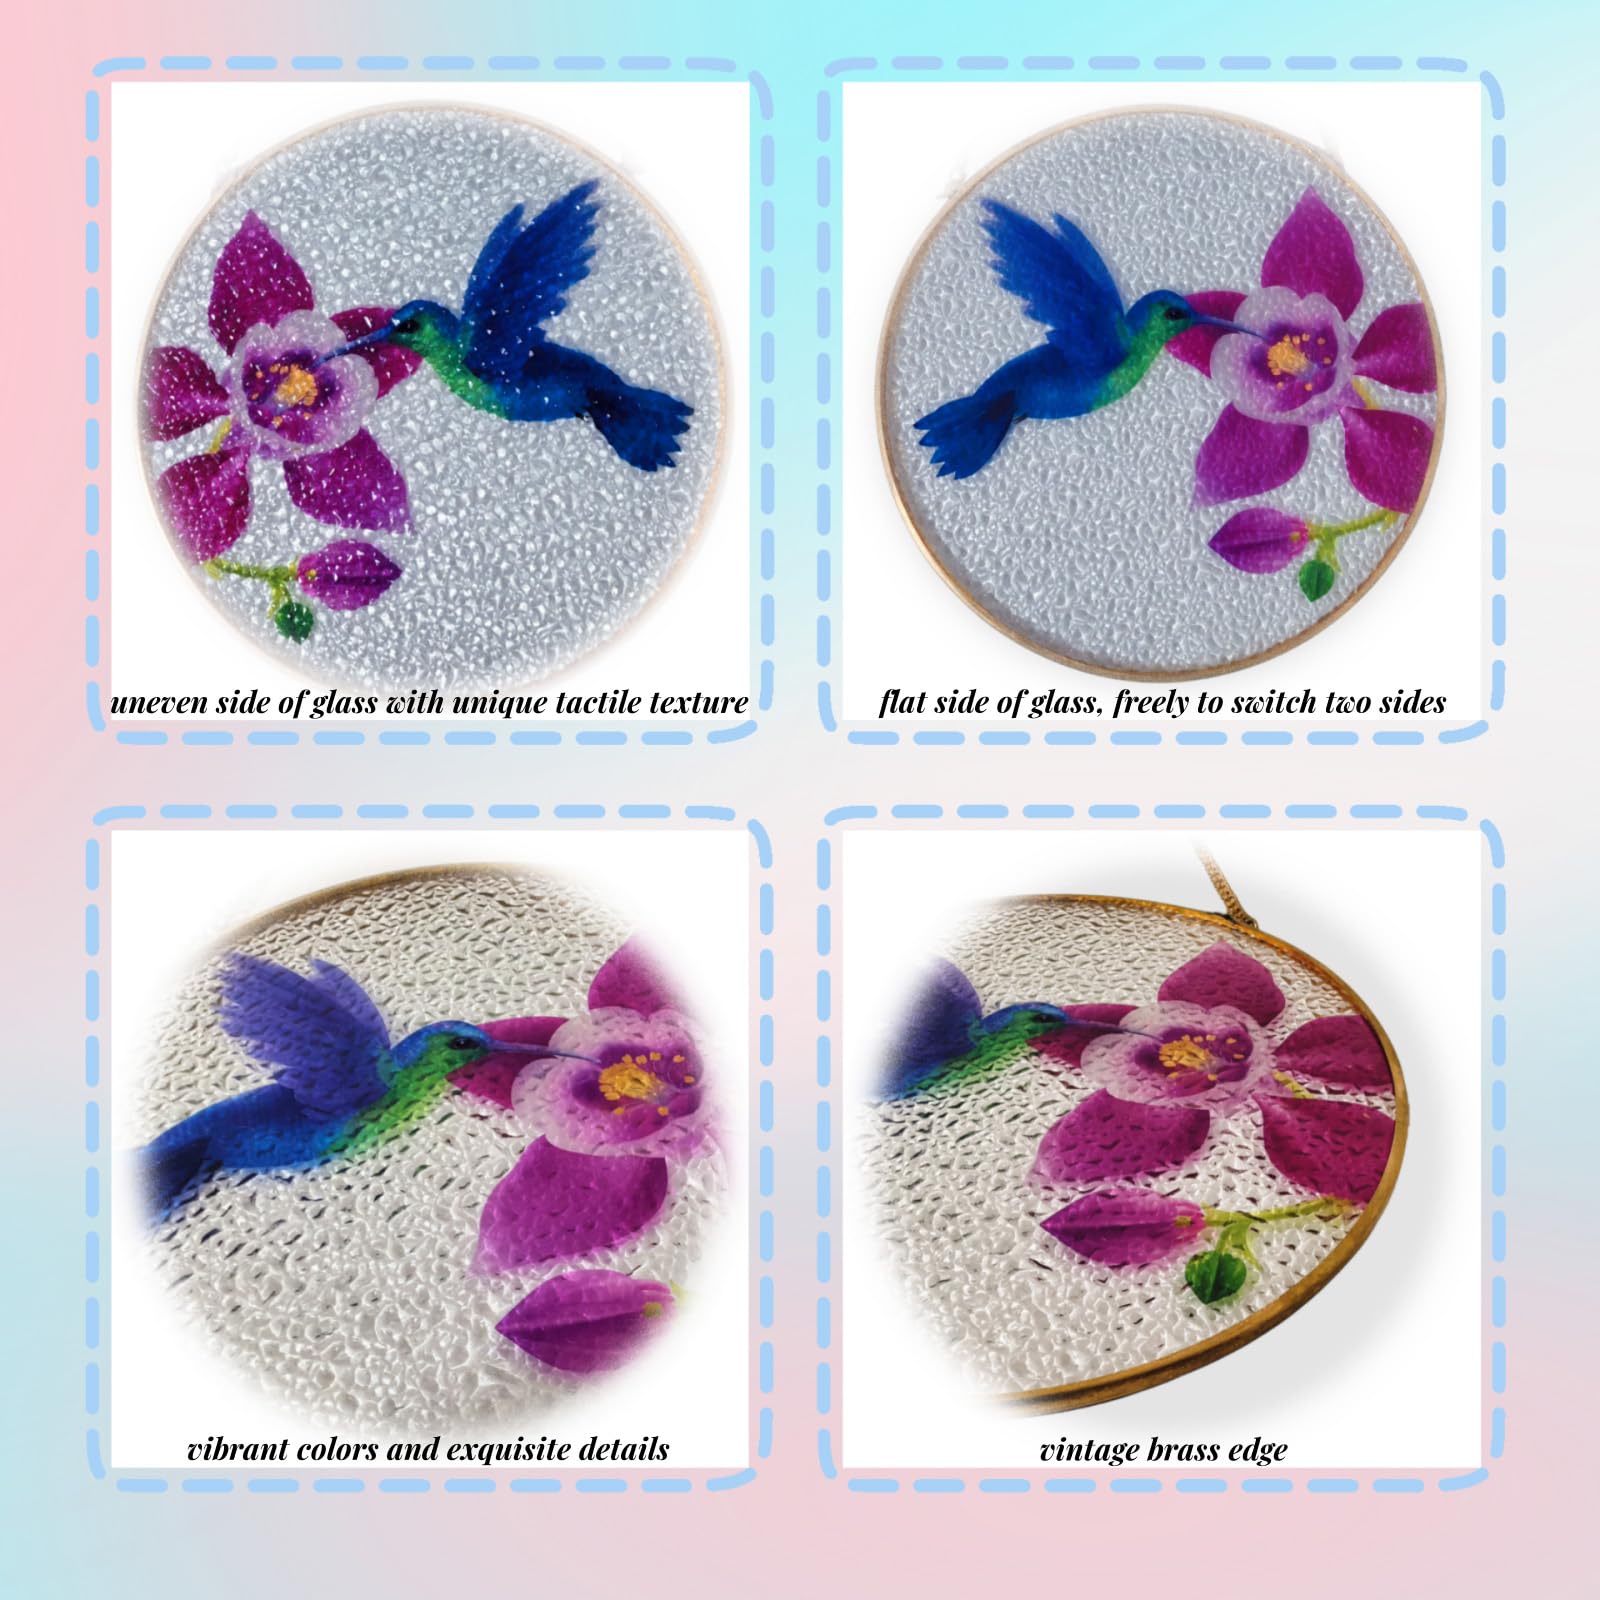 uneven side of glass with unique tactile texture
flat side of glass, freely to switch two sides
vibrant colors and exquisite details
vintage brass edge